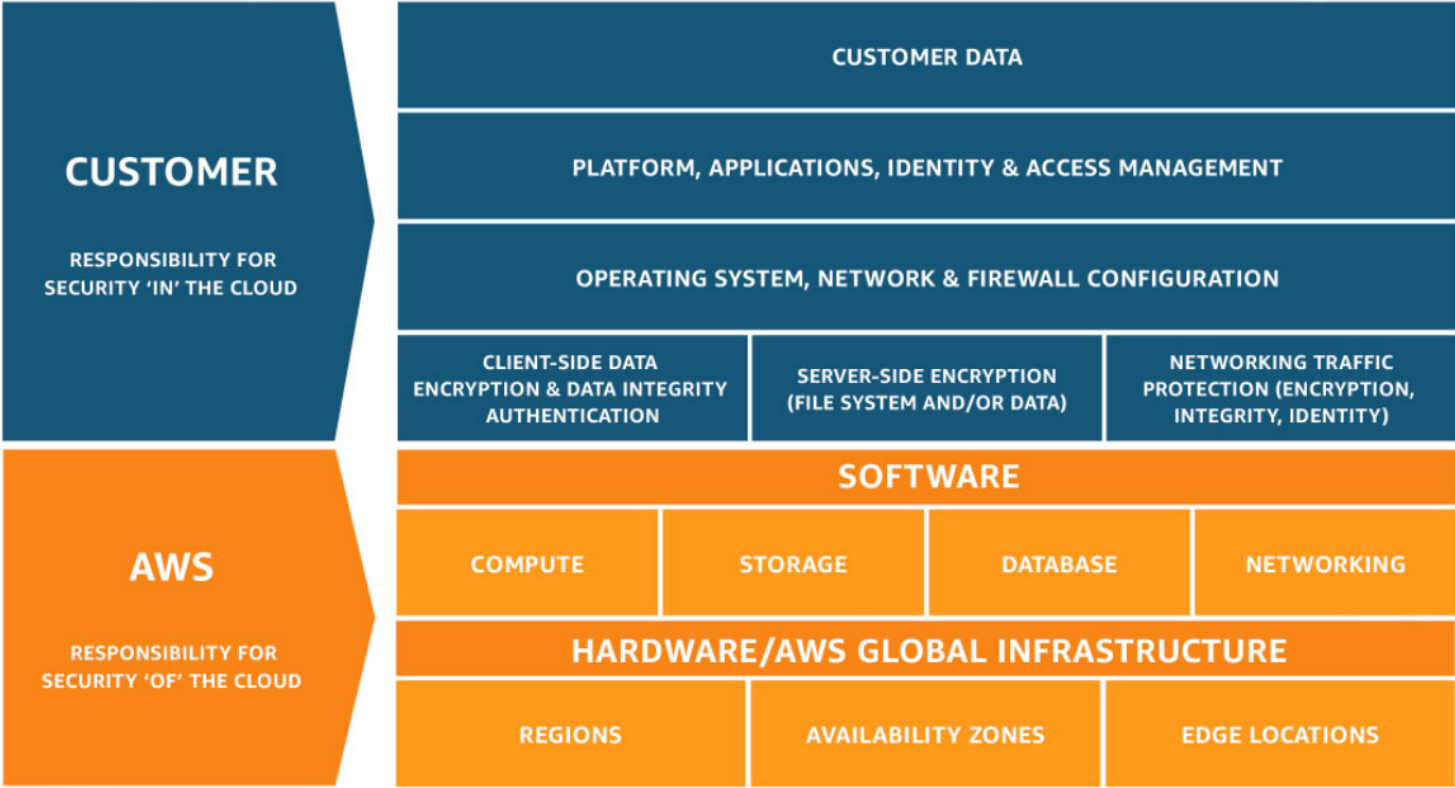 CUSTOMER
RESPONSIBILITY FOR
SECURITY ‘IN’ THE CLOUD
CUSTOMER DATA
PLATFORM, APPLICATIONS, IDENTITY & ACCESS MANAGEMENT
OPERATING SYSTEM, NETWORK & FIREWALL CONFIGURATION
CLIENT-SIDE DATA
ENCRYPTION & DATA INTEGRITY
AUTHENTICATION
SERVER-SIDE ENCRYPTION
(FILE SYSTEM AND/OR DATA)
NETWORKING TRAFFIC
PROTECTION (ENCRYPTION,
INTEGRITY, IDENTITY)
AWS
RESPONSIBILITY FOR
SECURITY ‘OF’ THE CLOUD
SOFTWARE
COMPUTE
STORAGE
DATABASE
NETWORKING
HARDWARE/AWS GLOBAL INFRASTRUCTURE
REGIONS
AVAILABILITY ZONES
EDGE LOCATIONS